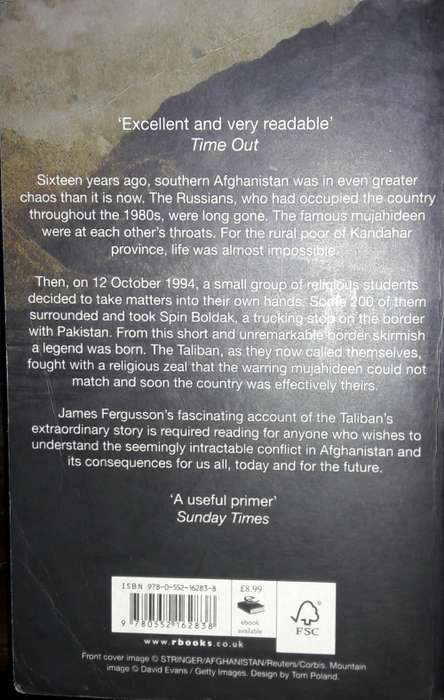 ‘Excellent and very readable’
Time Out
Sixteen years ago, southern Afghanistan was in even greater
chaos than it is now. The Russians, who had occupied the country
throughout the 1980s, were long gone. The famous mujahideen
were at each other’s throats. For the rural poor of Kandahar
province, life was almost impossible.
Then, on 12 October 1994, a small group of religious students
decided to take matters into their own hands. Some 200 of them
surrounded and took Spin Boldak, a trucking stop on the border
with Pakistan. From this short and unremarkable border skirmish
a legend was born. The Taliban, as they now called themselves,
fought with a religious zeal that the warring mujahideen could not
match and soon the country was effectively theirs.
James Fergusson’s fascinating account of the Taliban’s
extraordinary story is required reading for anyone who wishes to
understand the seemingly intractable conflict in Afghanistan and
its consequences for us all, today and for the future.
‘A useful primer’
Sunday Times
ISBN 978-0-552-16283-8
£8.99
9 780552 162838
ebook
available
FSC
www.rbooks.co.uk
Front cover image © STRINGER/AFGHANISTAN/Reuters/Corbis. Mountain
image © David Evans / Getty Images. Design by Tom Poland.